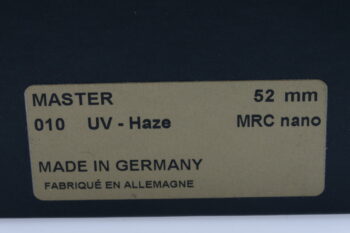 MASTER 52 mm
010 UV - Haze MRC nano
MADE IN GERMANY
FABRIQUÉ EN ALLEMAGNE